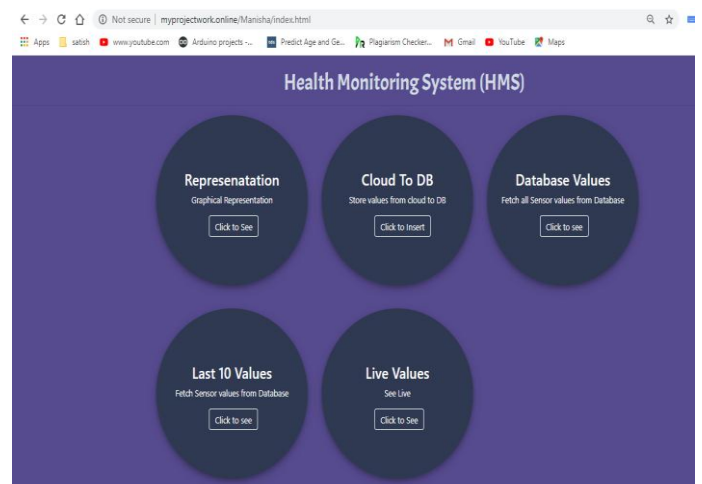 Not secure | myprojectwork.online/Manisha/index.html
Apps satish www.youtube.com Arduino projects -... Predict Age and Ge... Plagiarism Checker... Gmail YouTube Maps
Health Monitoring System (HMS)
Represenatation
Graphical Representation
Click to See
Cloud To DB
Store values from cloud to DB
Click to Insert
Database Values
Fetch all Sensor values from Database
Click to see
Last 10 Values
Fetch Sensor values from Database
Click to see
Live Values
See Live
Click to See